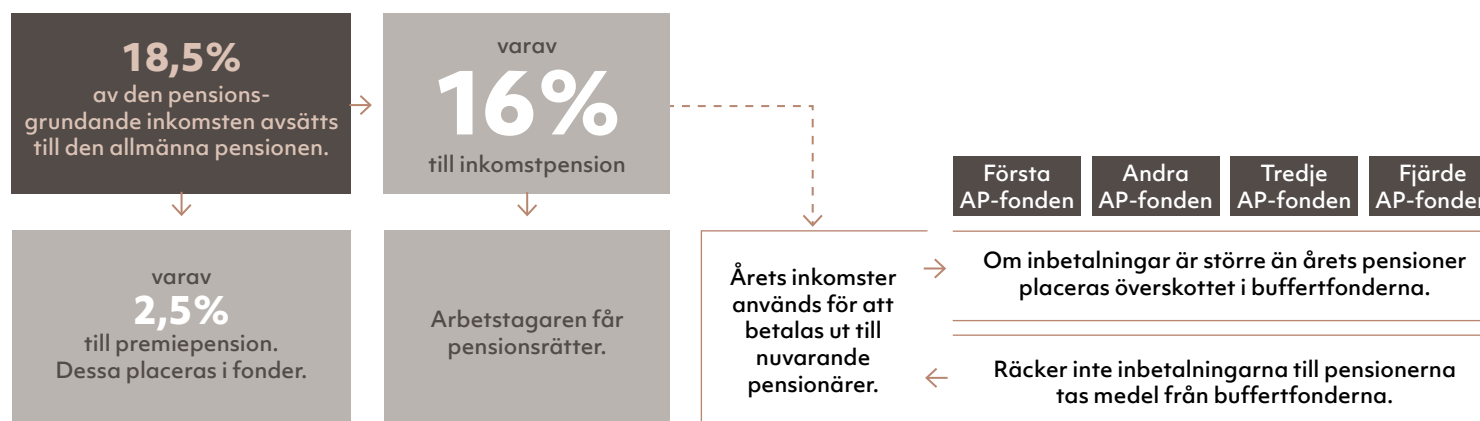 18,5%
av den pensions-
grundande inkomsten avsätts
till den allmänna pensionen.
varav
16%
till inkomstpension
varav
2,5%
till premiepension.
Dessa placeras i fonder.
Arbetstagaren får
pensionsrätter.
Årets inkomster
används för att
betalas ut till
nuvarande
pensionärer.
Första
AP-fonden
Andra
AP-fonden
Tredje
AP-fonden
Fjärde
AP-fonden
Om inbetalningar är större än årets pensioner
placeras överskottet i buffertfonderna.
Räcker inte inbetalningarna till pensionerna
tas medel från buffertfonderna.